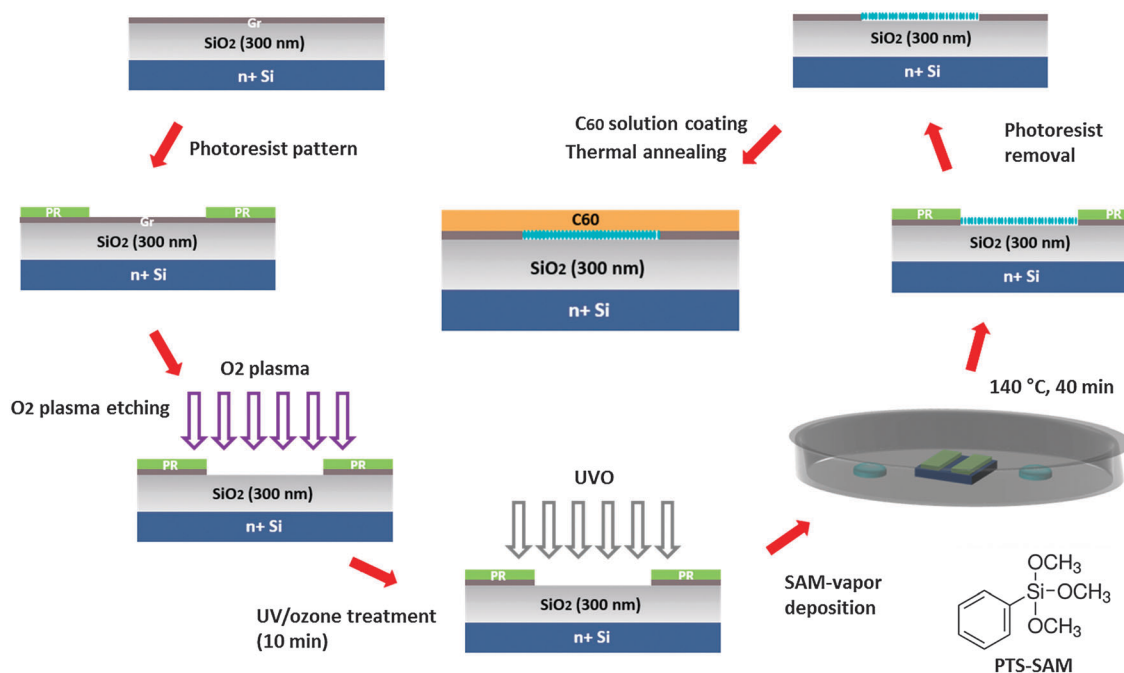 Gr
SiO2 (300 nm)
n+ Si
Photoresist pattern
PR
PR
Gr
SiO2 (300 nm)
n+ Si
O2 plasma
O2 plasma etching
PR
PR
SiO2 (300 nm)
n+ Si
UV/ozone treatment
(10 min)
UVO
PR
PR
SiO2 (300 nm)
n+ Si
SAM-vapor
deposition
140 °C, 40 min
OCH3
Si-OCH3
OCH3
PTS-SAM
PR
PR
SiO2 (300 nm)
n+ Si
Photoresist
removal
SiO2 (300 nm)
n+ Si
C60 solution coating
Thermal annealing
C60
SiO2 (300 nm)
n+ Si